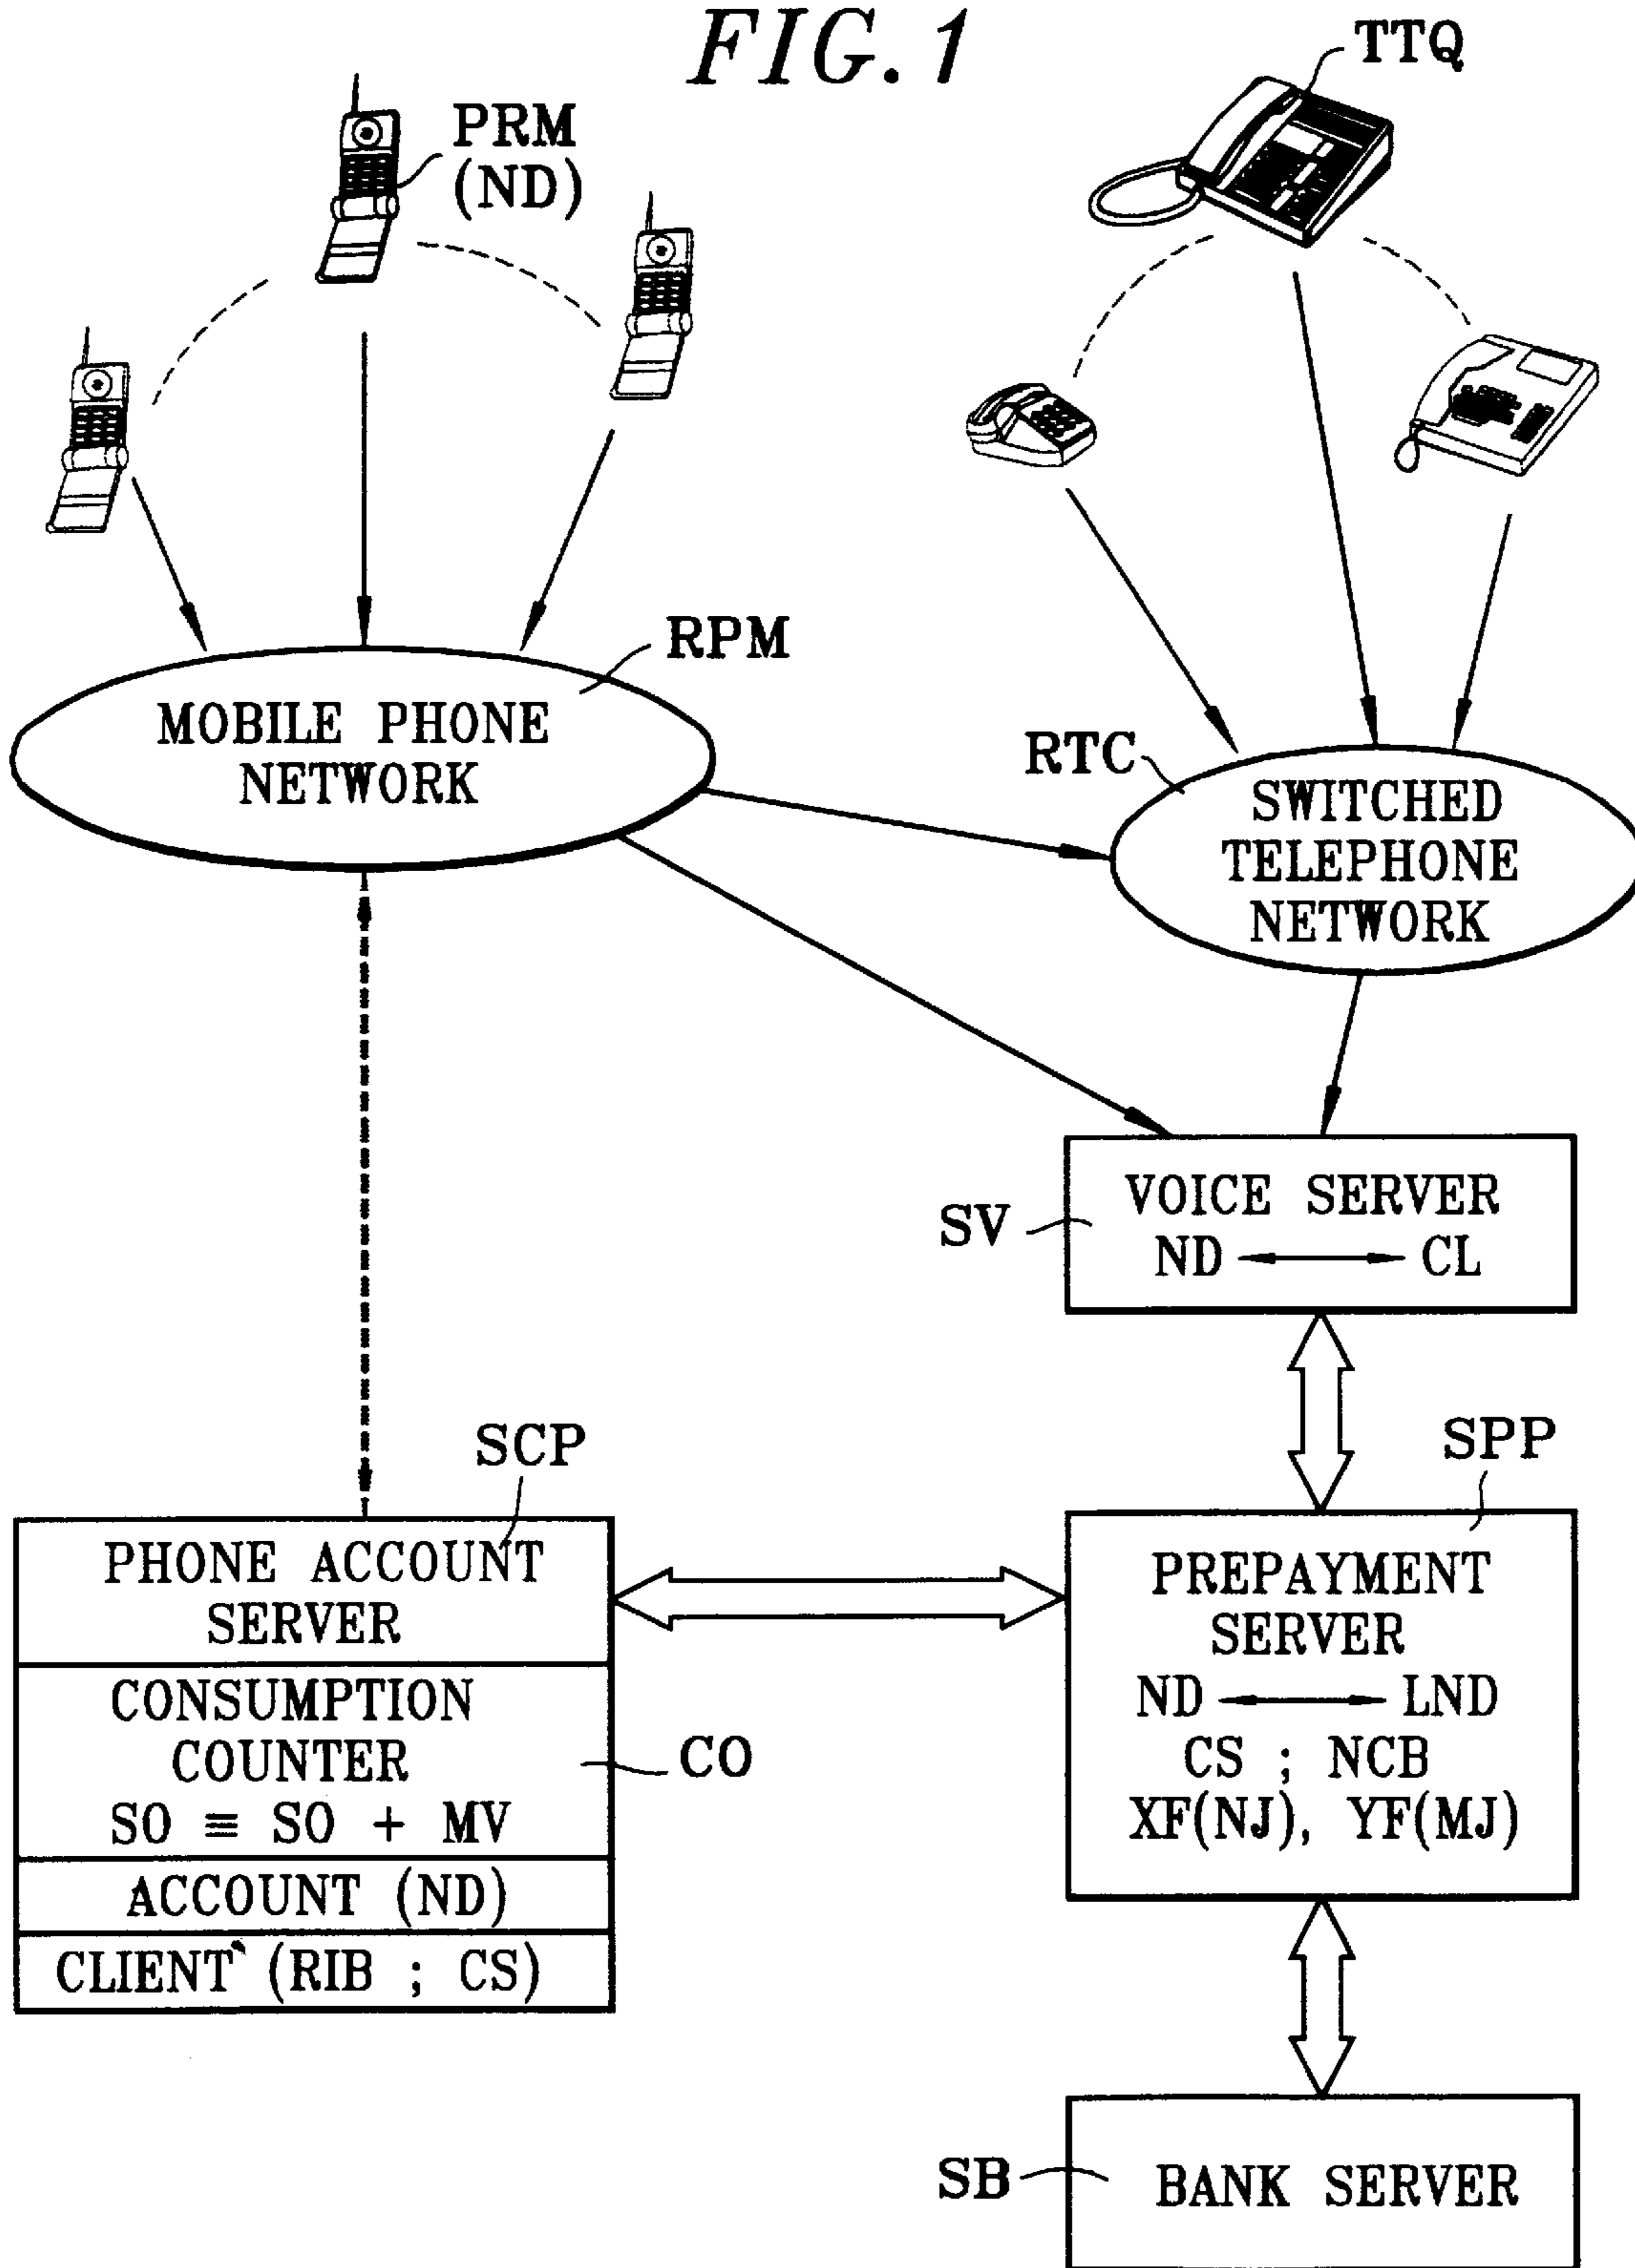 FIG. 1
TTQ
PRM
(ND)
RPM
MOBILE PHONE
NETWORK
RTC
SWITCHED
TELEPHONE
NETWORK
VOICE SERVER
SV
ND CL
SCP
SPP
PHONE ACCOUNT
SERVER
PREPAYMENT
SERVER
CONSUMPTION
COUNTER
CO
SO ≡ SO + MV
ND LND
CS ; NCB
XF(NJ), YF(MJ)
ACCOUNT (ND)
CLIENT (RIB ; CS)
SB
BANK SERVER